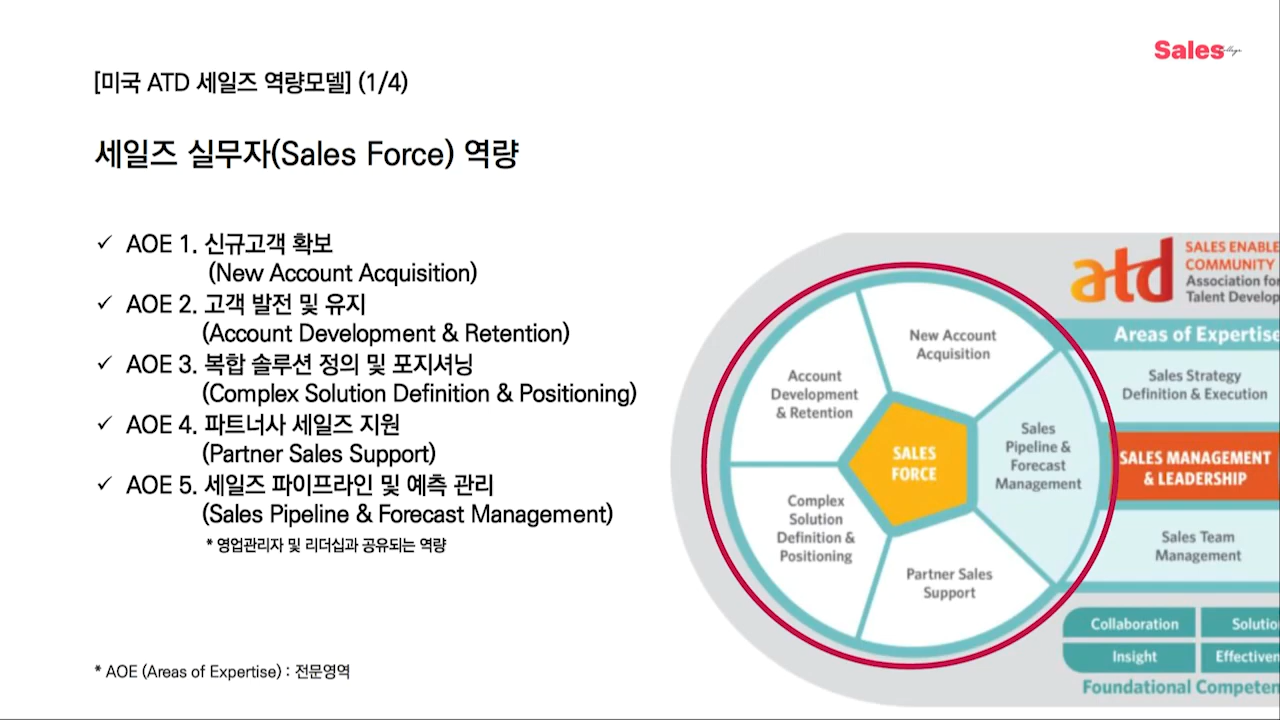 Sales
[미국 ATD 세일즈 역량모델] (1/4)
세일즈 실무자(Sales Force) 역량
✓ AOE 1. 신규고객 확보
(New Account Acquisition)
✓ AOE 2. 고객 발전 및 유지
(Account Development & Retention)
✓ AOE 3. 복합 솔루션 정의 및 포지셔닝
(Complex Solution Definition & Positioning)
✓ AOE 4. 파트너사 세일즈 지원
(Partner Sales Support)
✓ AOE 5. 세일즈 파이프라인 및 예측 관리
(Sales Pipeline & Forecast Management)
* 영업관리자 및 리더십과 공유되는 역량
* AOE (Areas of Expertise) : 전문영역
New Account
Acquisition
Account
Development
& Retention
Sales
Pipeline &
Forecast
Management
SALES
FORCE
Complex
Solution
Definition &
Positioning
Partner Sales
Support
atd
SALES ENABLE
COMMUNITY
Association for
Talent Develop
Areas of Expertise
Sales Strategy
Definition & Execution
SALES MANAGEMENT
& LEADERSHIP
Sales Team
Management
Collaboration
Solutio
Insight
Effectiven
Foundational Competen